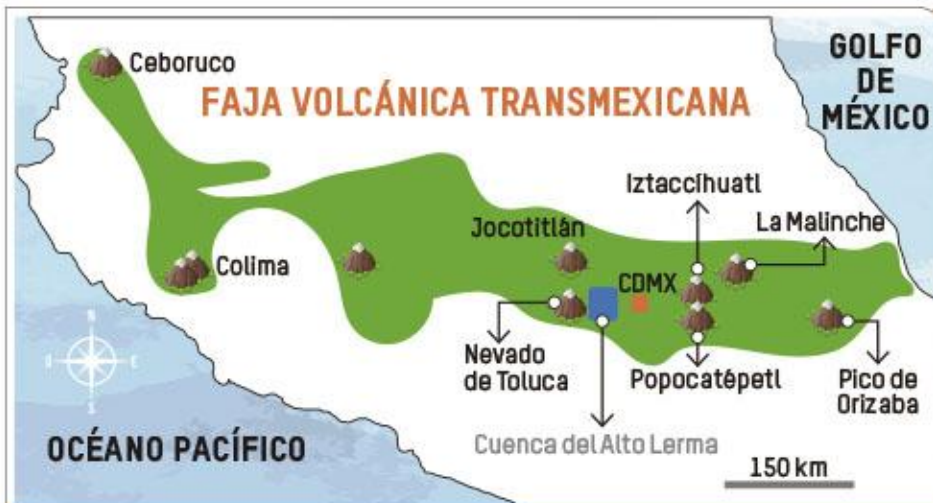 Ceboruco
FAJA VOLCÁNICA TRANSMEXICANA
GOLFO
DE
MÉXICO
Iztaccíhuatl
La Malinche
Jocotitlán
Colima
CDMX
N
O
E
S
Nevado
de Toluca
Popocatépetl
Pico de
Orizaba
OCÉANO PACÍFICO
Cuenca del Alto Lerma
150 km